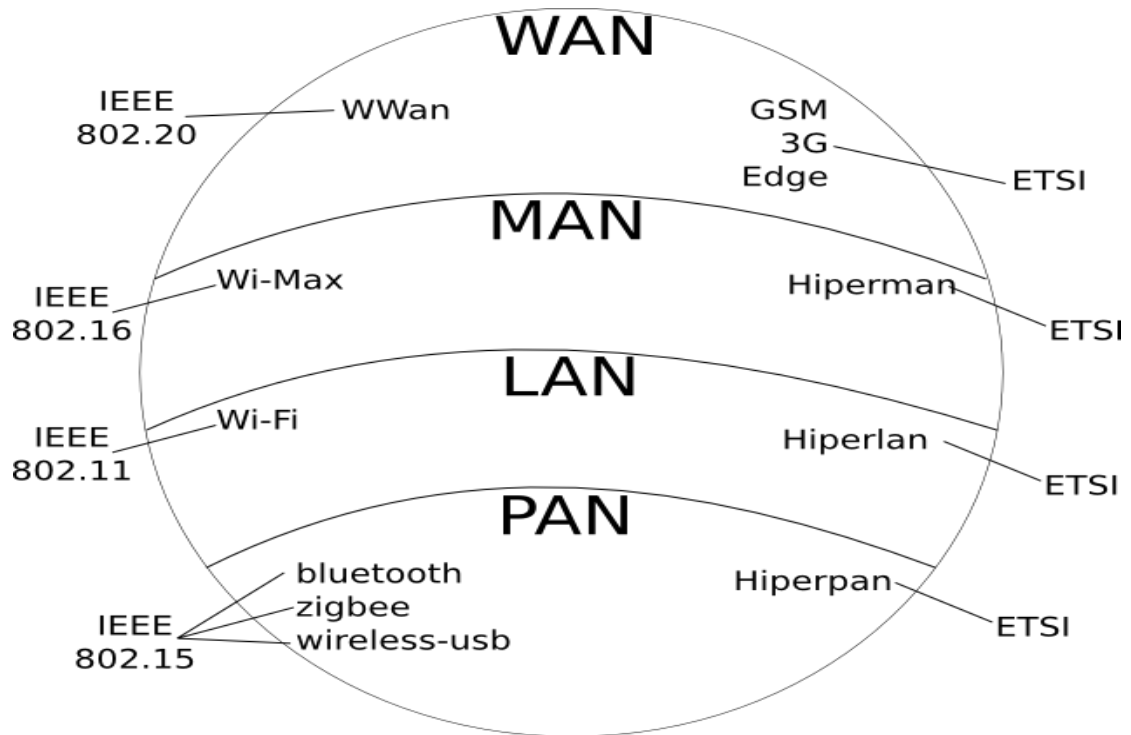 WAN
IEEE
802.20
WWan
GSM
3G
Edge
ETSI
MAN
IEEE
802.16
Wi-Max
Hiperman
ETSI
LAN
IEEE
802.11
Wi-Fi
Hiperlan
ETSI
PAN
IEEE
802.15
bluetooth
zigbee
wireless-usb
Hiperpan
ETSI